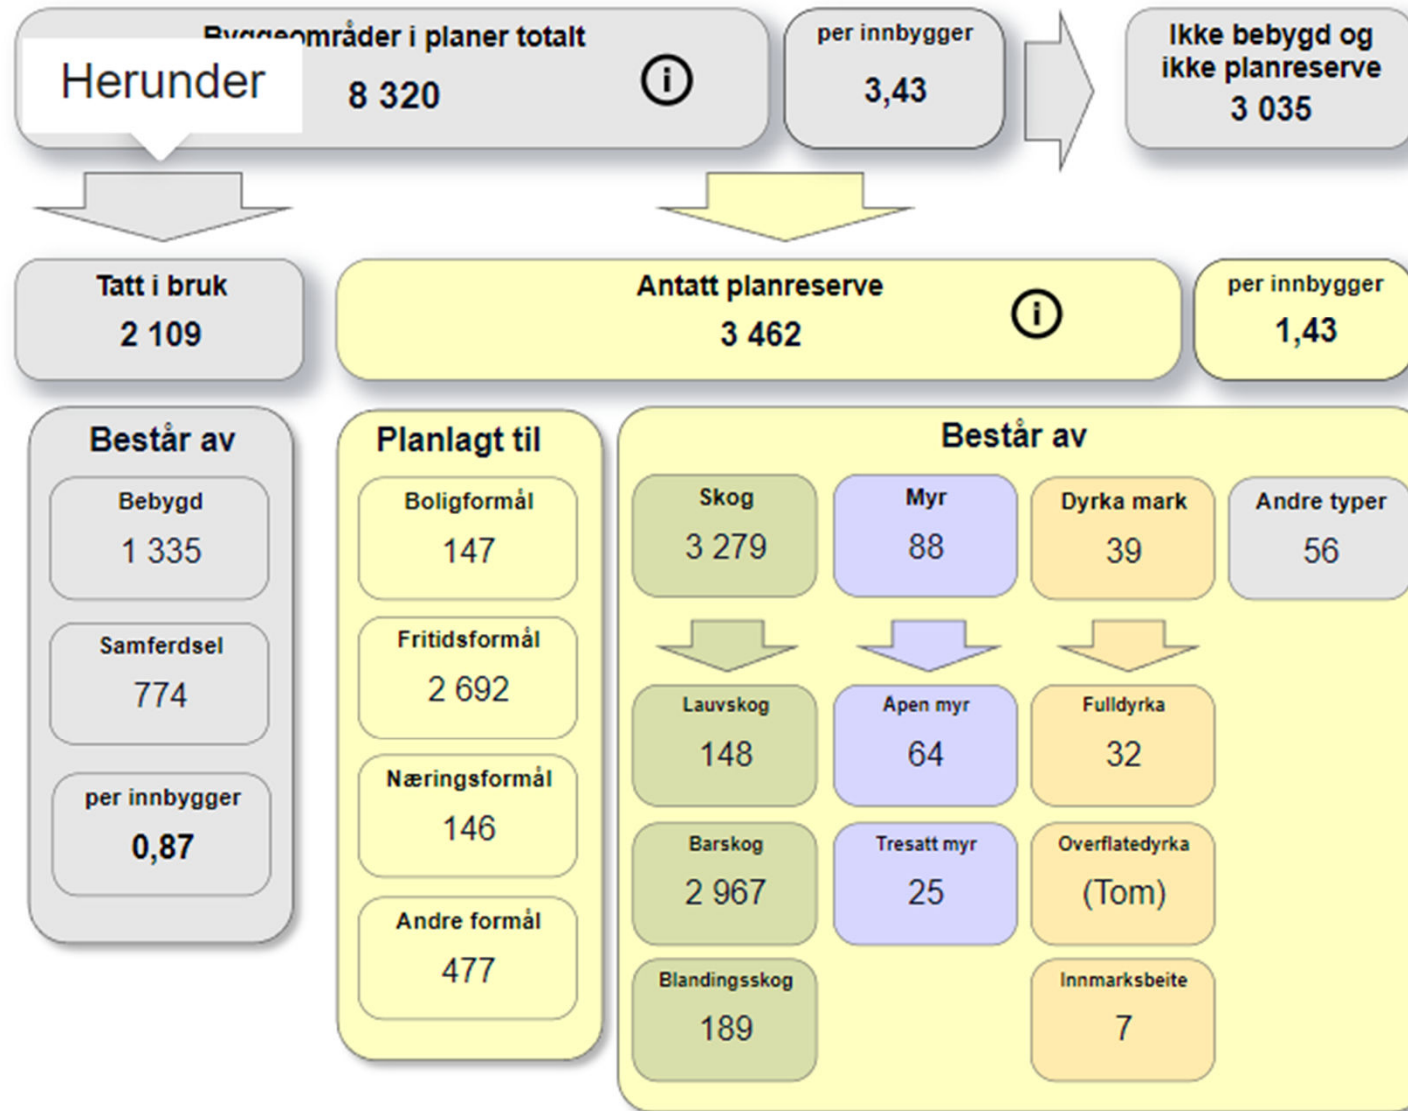 Byggeområder i planer totalt
8 320
per innbygger
3,43
Ikke bebygd og
ikke planreserve
3 035
Herunder
Tatt i bruk
2 109
Antatt planreserve
3 462
per innbygger
1,43
Består av
Bebygd
1 335
Samferdsel
774
per innbygger
0,87
Planlagt til
Boligformål
147
Fritidsformål
2 692
Næringsformål
146
Andre formål
477
Består av
Skog
3 279
Myr
88
Dyrka mark
39
Andre typer
56
Lauvskog
148
Apen myr
64
Fulldyrka
32
Barskog
2 967
Tresatt myr
25
Overflatedyrka
(Tom)
Blandingsskog
189
Innmarksbeite
7